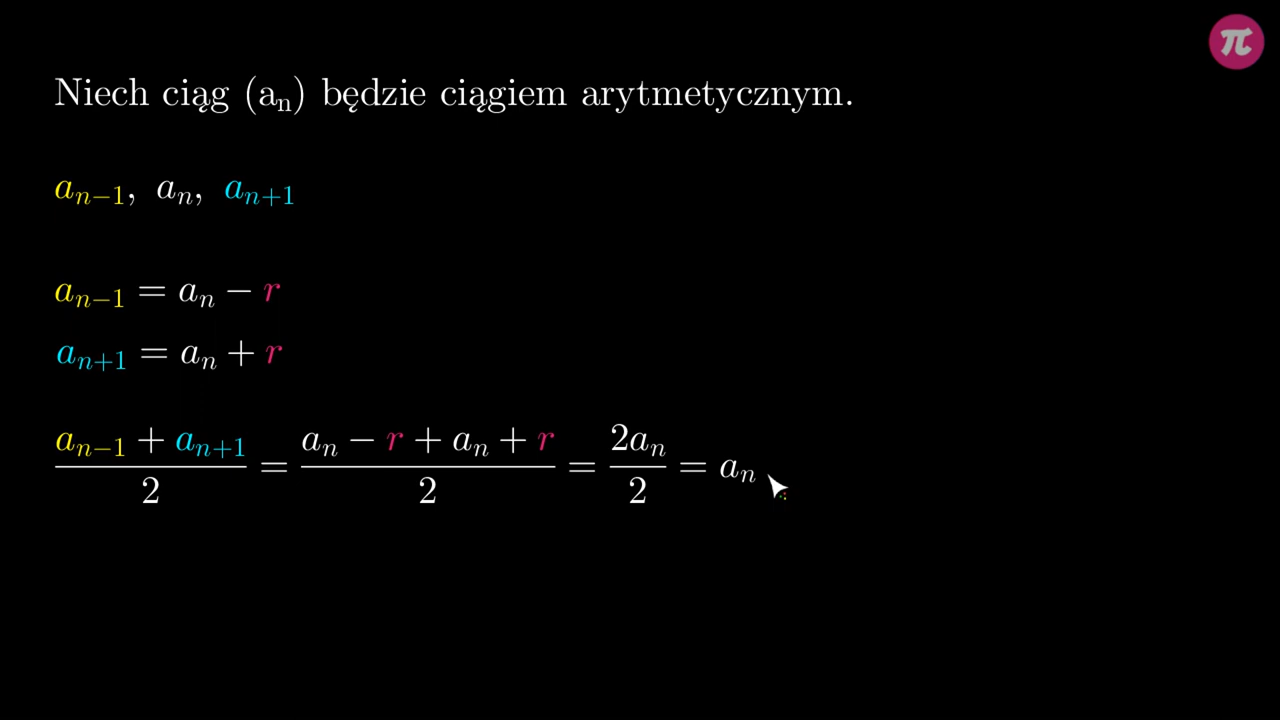 Niech ciąg (aₙ) będzie ciągiem arytmetycznym.
aₙ₋₁, aₙ, aₙ₊₁
aₙ₋₁ = aₙ − r
aₙ₊₁ = aₙ + r
(aₙ₋₁ + aₙ₊₁)/2 = (aₙ − r + aₙ + r)/2 = 2aₙ/2 = aₙ
π